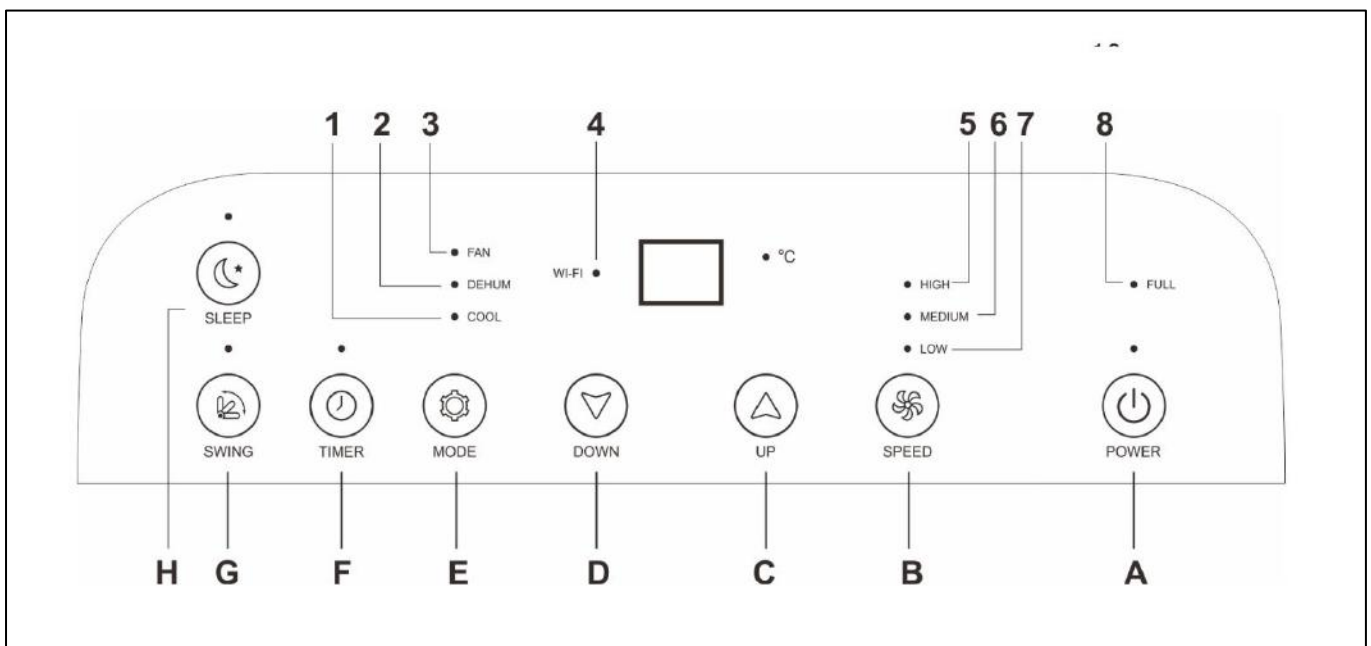 1 2 3 4 5 6 7 8
FAN
WI-FI °C
DEHUM HIGH FULL
SLEEP COOL MEDIUM
LOW
SWING TIMER MODE DOWN UP SPEED POWER
H G F E D C B A